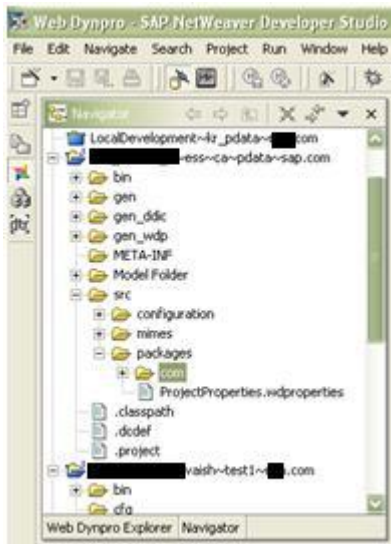 Web Dynpro - SAP NetWeaver Developer Studio
File Edit Navigate Search Project Run Window Help
Navigator
LocalDevelopment~4r_pdata~s com
-ess~ca~pdata~sap.com
bin
gen
gen_ddic
gen_wdp
META-INF
Model Folder
src
configuration
mimes
packages
com
ProjectProperties.wdproperties
.classpath
.dcdef
.project
vaish~test1~ .com
bin
cfg
Web Dynpro Explorer Navigator